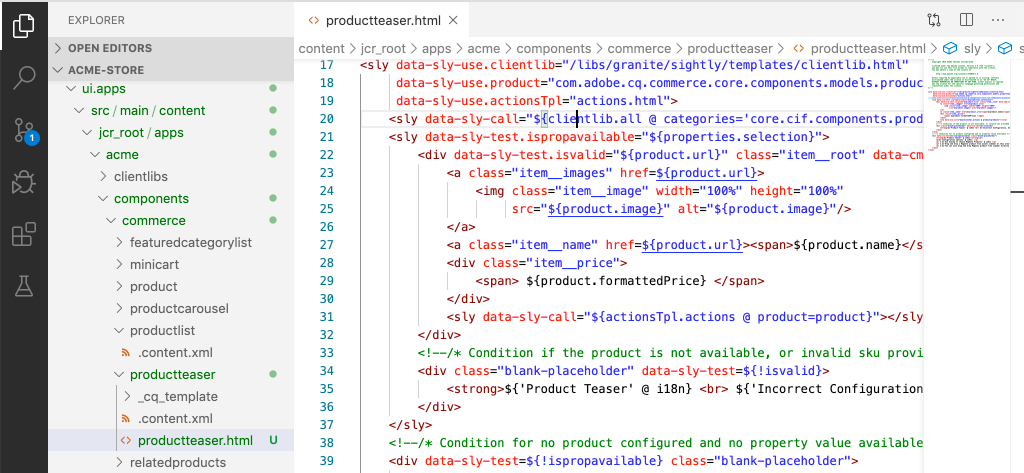 EXPLORER
OPEN EDITORS
ACME-STORE
ui.apps
src / main / content
jcr_root / apps
acme
clientlibs
components
commerce
featuredcategorylist
minicart
product
productcarousel
productlist
.content.xml
productteaser
_cq_template
.content.xml
productteaser.html U
relatedproducts
1
productteaser.html
content > jcr_root > apps > acme > components > commerce > productteaser > productteaser.html > sly > s
17 <sly data-sly-use.clientlib="/libs/granite/sightly/templates/clientlib.html"
18 data-sly-use.product="com.adobe.cq.commerce.core.components.models.produc
19 data-sly-use.actionsTpl="actions.html">
20 <sly data-sly-call="${clientlib.all @ categories='core.cif.components.prod
21 <sly data-sly-test.ispropavailable="${properties.selection}">
22 <div data-sly-test.isvalid="${product.url}" class="item__root" data-cm
23 <a class="item__images" href=${product.url}>
24 <img class="item__image" width="100%" height="100%"
25 src="${product.image}" alt="${product.image}"/>
26 </a>
27 <a class="item__name" href=${product.url}><span>${product.name}</s
28 <div class="item__price">
29 <span> ${product.formattedPrice} </span>
30 </div>
31 <sly data-sly-call="${actionsTpl.actions @ product=product}"></sly
32 </div>
33 <!--/* Condition if the product is not available, or invalid sku provi
34 <div class="blank-placeholder" data-sly-test=${!isvalid}>
35 <strong>${'Product Teaser' @ i18n} <br> ${'Incorrect Configuration
36 </div>
37 </sly>
38 <!--/* Condition for no product configured and no property value available
39 <div data-sly-test=${!ispropavailable} class="blank-placeholder">